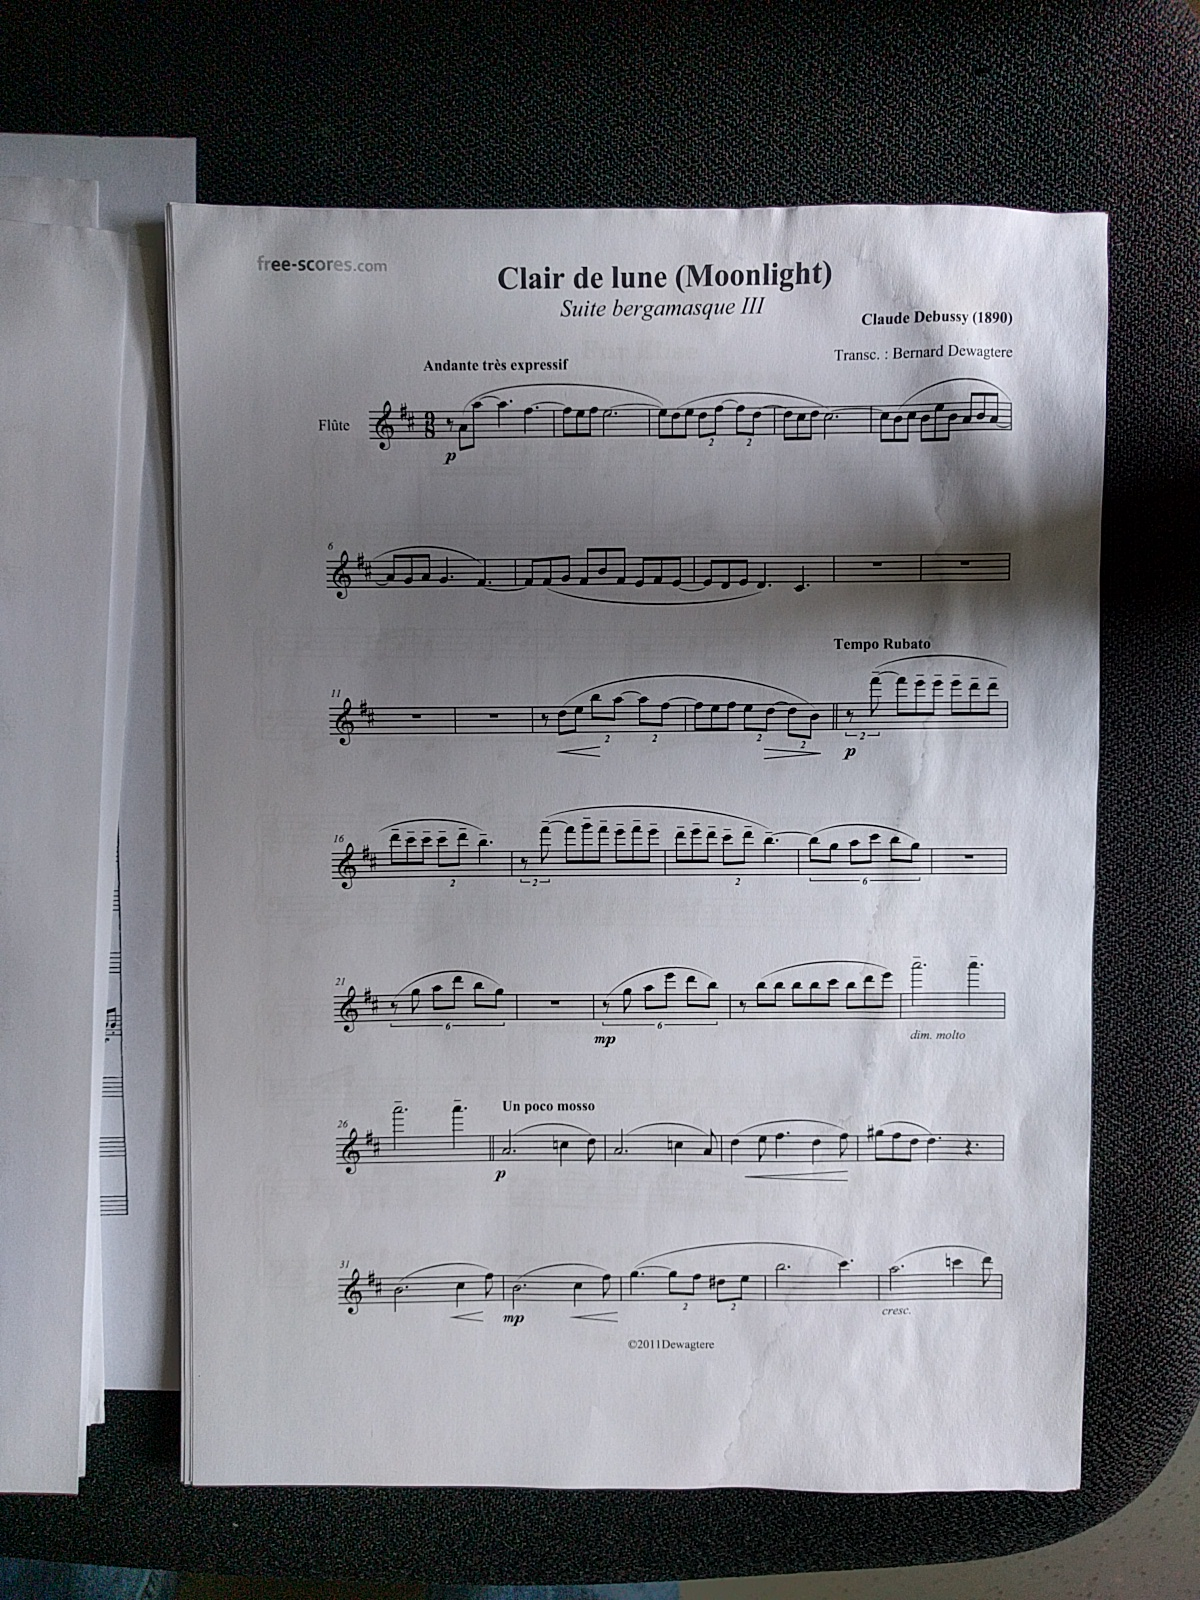 free-scores.com
Clair de lune (Moonlight)
Suite bergamasque III
Claude Debussy (1890)
Transc. : Bernard Dewagtere
Andante très expressif
Flûte
9
8
p
2
2
6
Tempo Rubato
11
2
2
2
2
2
p
16
2
2
2
6
21
6
mp
6
dim. molto
26
Un poco mosso
p
31
mp
2
2
cresc.
©2011Dewagtere